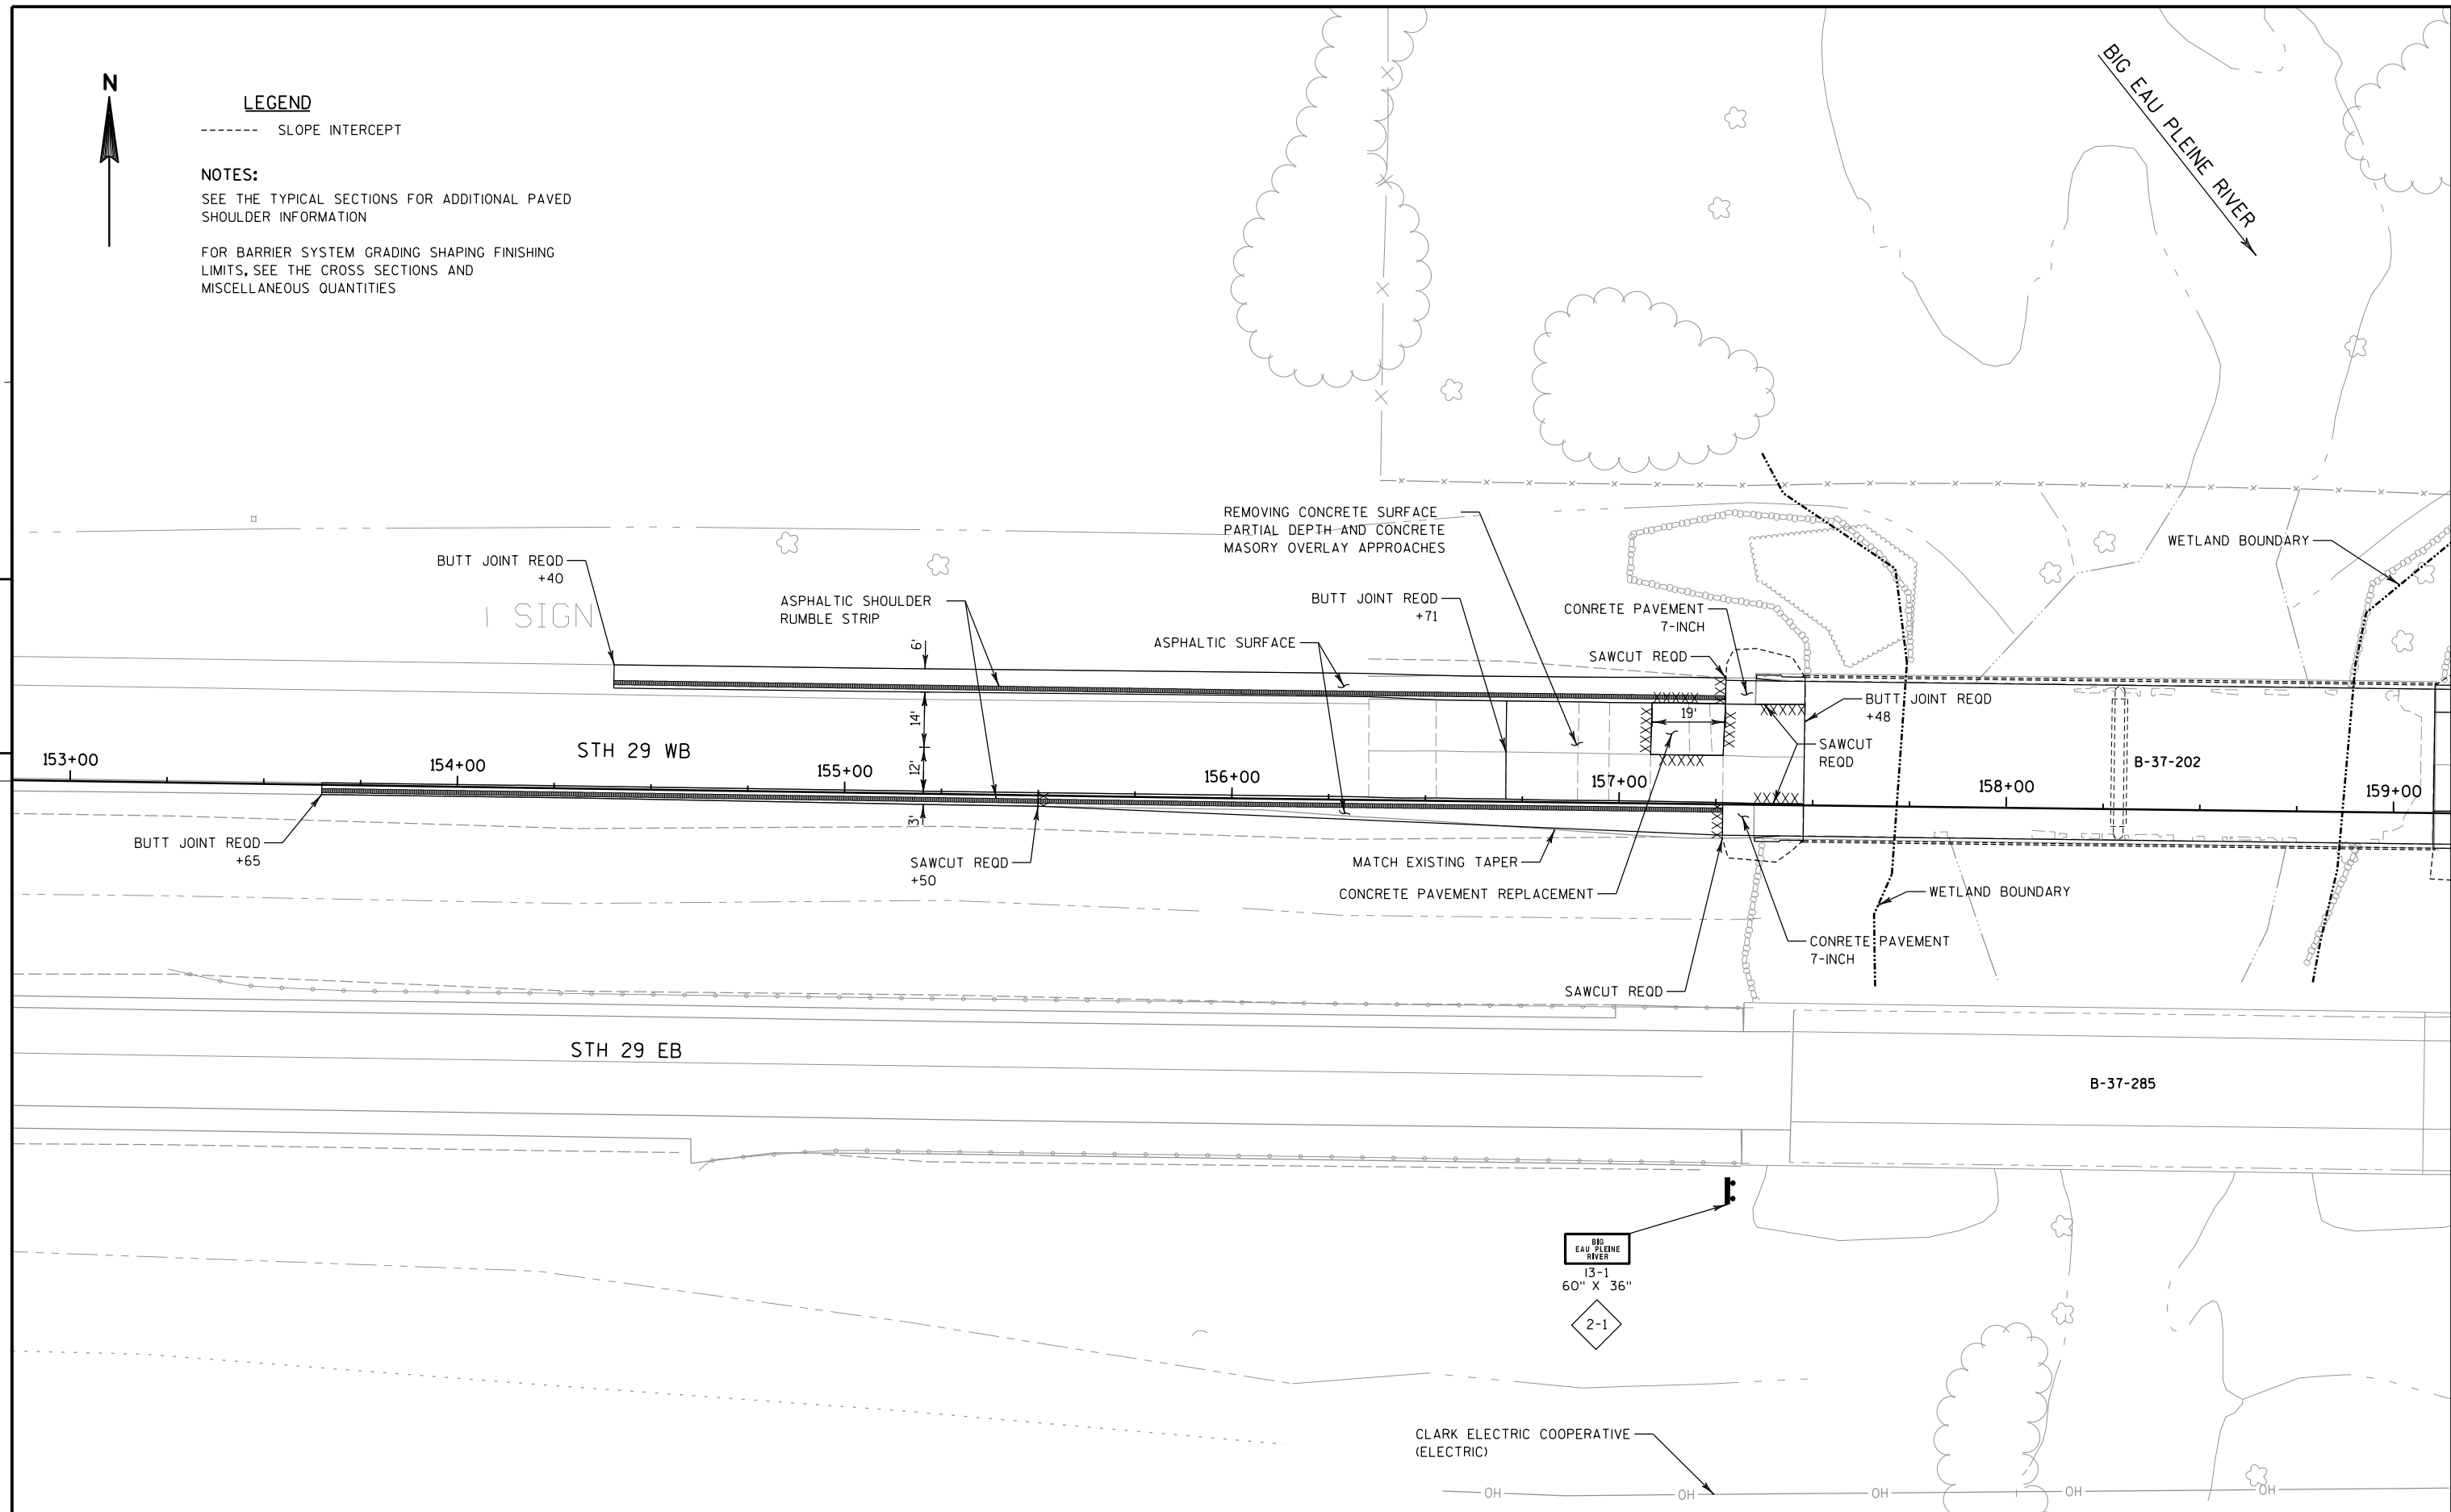 N
LEGEND
SLOPE INTERCEPT
NOTES:
SEE THE TYPICAL SECTIONS FOR ADDITIONAL PAVED
SHOULDER INFORMATION
FOR BARRIER SYSTEM GRADING SHAPING FINISHING
LIMITS, SEE THE CROSS SECTIONS AND
MISCELLANEOUS QUANTITIES
BIG EAU PLEINE RIVER
REMOVING CONCRETE SURFACE
PARTIAL DEPTH AND CONCRETE
MASORY OVERLAY APPROACHES
WETLAND BOUNDARY
BUTT JOINT REQD
+40
1 SIGN
ASPHALTIC SHOULDER
RUMBLE STRIP
6'
ASPHALTIC SURFACE
BUTT JOINT REQD
+71
CONRETE PAVEMENT
7-INCH
SAWCUT REQD
BUTT JOINT REQD
+48
14'
19'
12'
3'
SAWCUT
REQD
STH 29 WB
B-37-202
153+00
154+00
155+00
156+00
157+00
158+00
159+00
BUTT JOINT REQD
+65
SAWCUT REQD
+50
MATCH EXISTING TAPER
CONCRETE PAVEMENT REPLACEMENT
WETLAND BOUNDARY
CONRETE PAVEMENT
7-INCH
SAWCUT REQD
STH 29 EB
B-37-285
BIG
EAU PLEINE
RIVER
I3-1
60" X 36"
2-1
CLARK ELECTRIC COOPERATIVE
(ELECTRIC)
OH
OH
OH
OH
OH